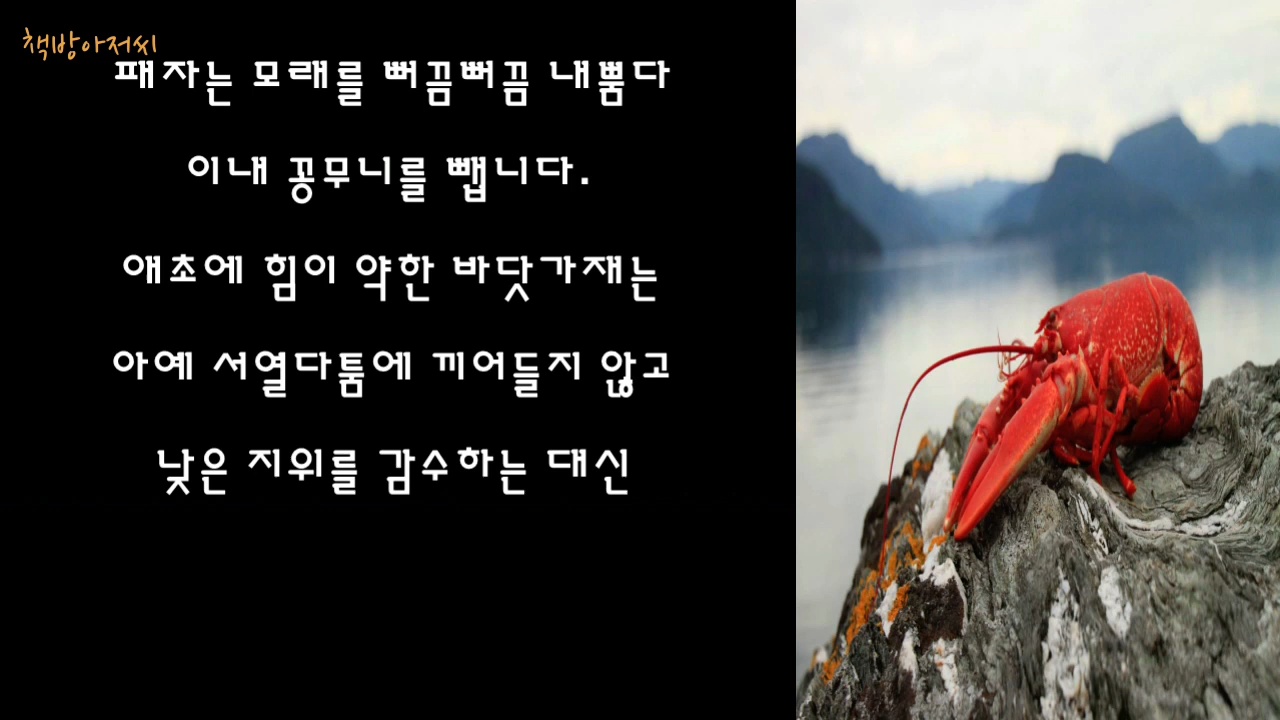 책방아저씨
패자는 모래를 뻐끔뻐끔 내뿜다
이내 꽁무니를 뺍니다.
애초에 힘이 약한 바닷가재는
아예 서열다툼에 끼어들지 않고
낮은 지위를 감수하는 대신